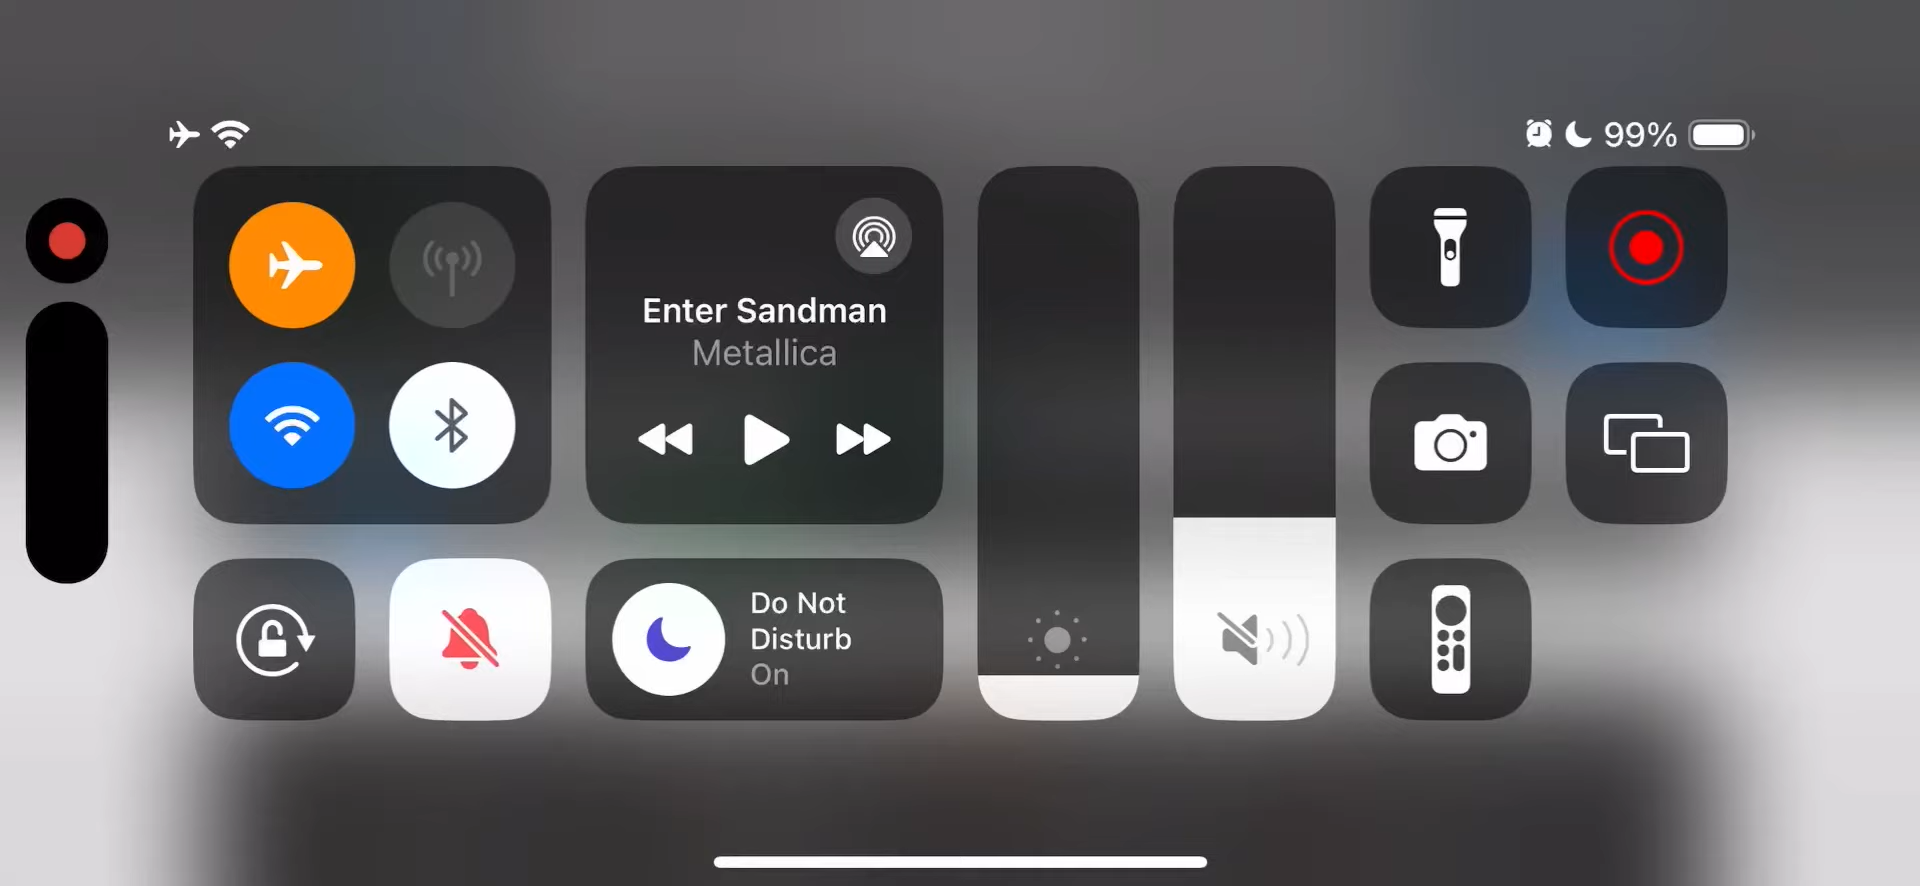 99%
Enter Sandman
Metallica
Do Not
Disturb
On